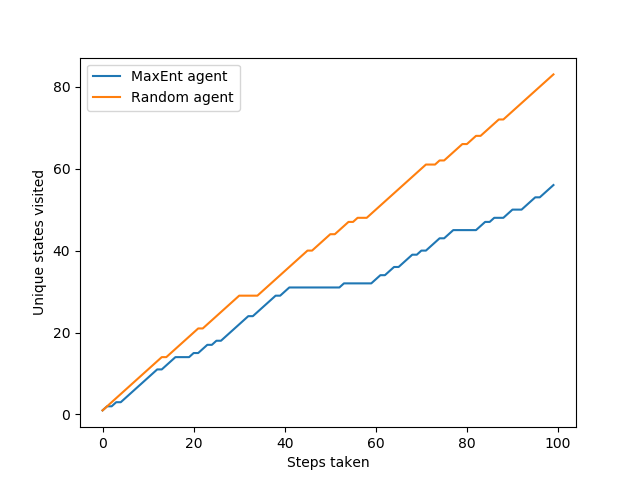 MaxEnt agent
Random agent
80
60
40
20
0
Unique states visited
0 20 40 60 80 100
Steps taken